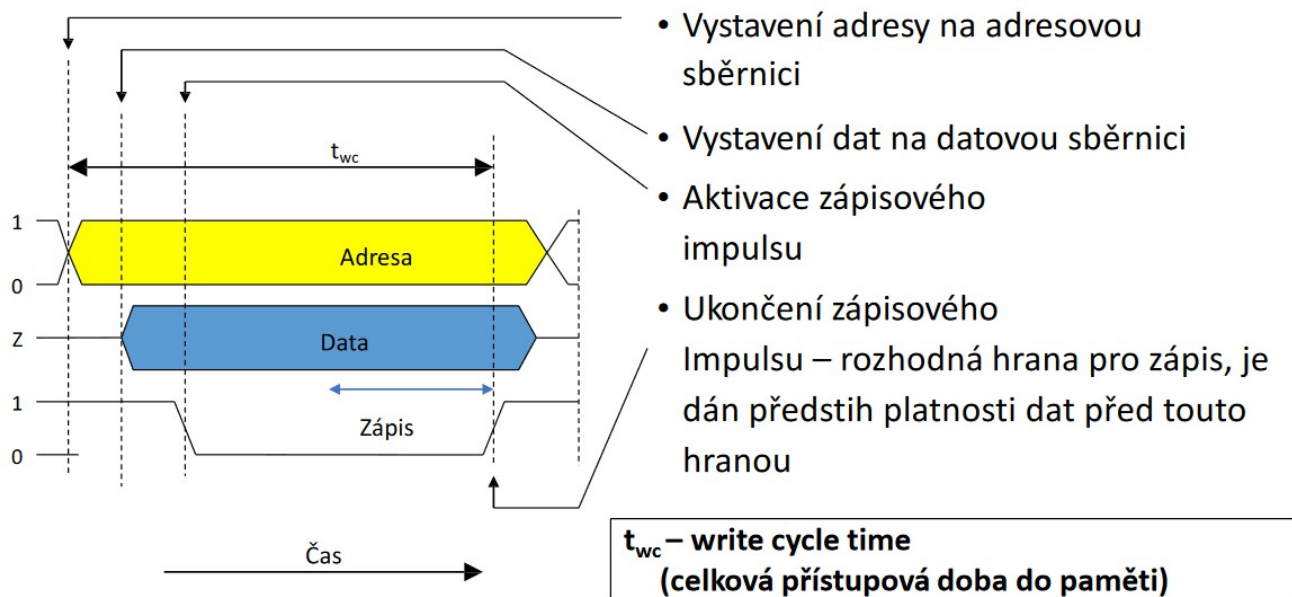 • Vystavení adresy na adresovou
sběrnici
• Vystavení dat na datovou sběrnici
• Aktivace zápisového
impulsu
• Ukončení zápisového
Impulsu – rozhodná hrana pro zápis, je
dán předstih platnosti dat před touto
hranou
t_wc
1
Adresa
0
Z
Data
1
Zápis
0
Čas
t_wc – write cycle time
(celková přístupová doba do paměti)